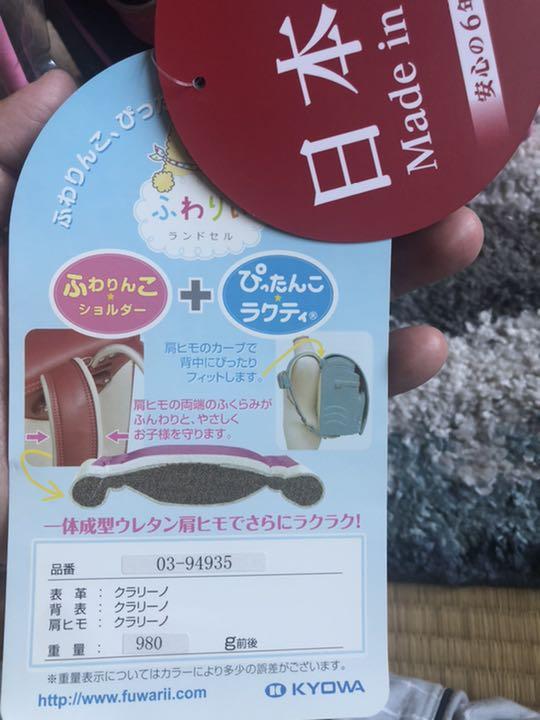 日本
Made in
安心の6年
ふわりんこ、ぴっ
ふわりい
ランドセル
ふわりんこ
ショルダー
+
ぴったんこ
ラクティ®
肩ヒモのカーブで
背中にぴったり
フィットします。
肩ヒモの両端のふくらみが
ふんわりと、やさしく
お子様を守ります。
一体成型ウレタン肩ヒモでさらにラクラク!
品番 03-94935
表革：クラリーノ
背表：クラリーノ
肩ヒモ：クラリーノ
重量：980 g前後
※重量表示についてはカラーにより多少の誤差がございます。
http://www.fuwarii.com
KYOWA